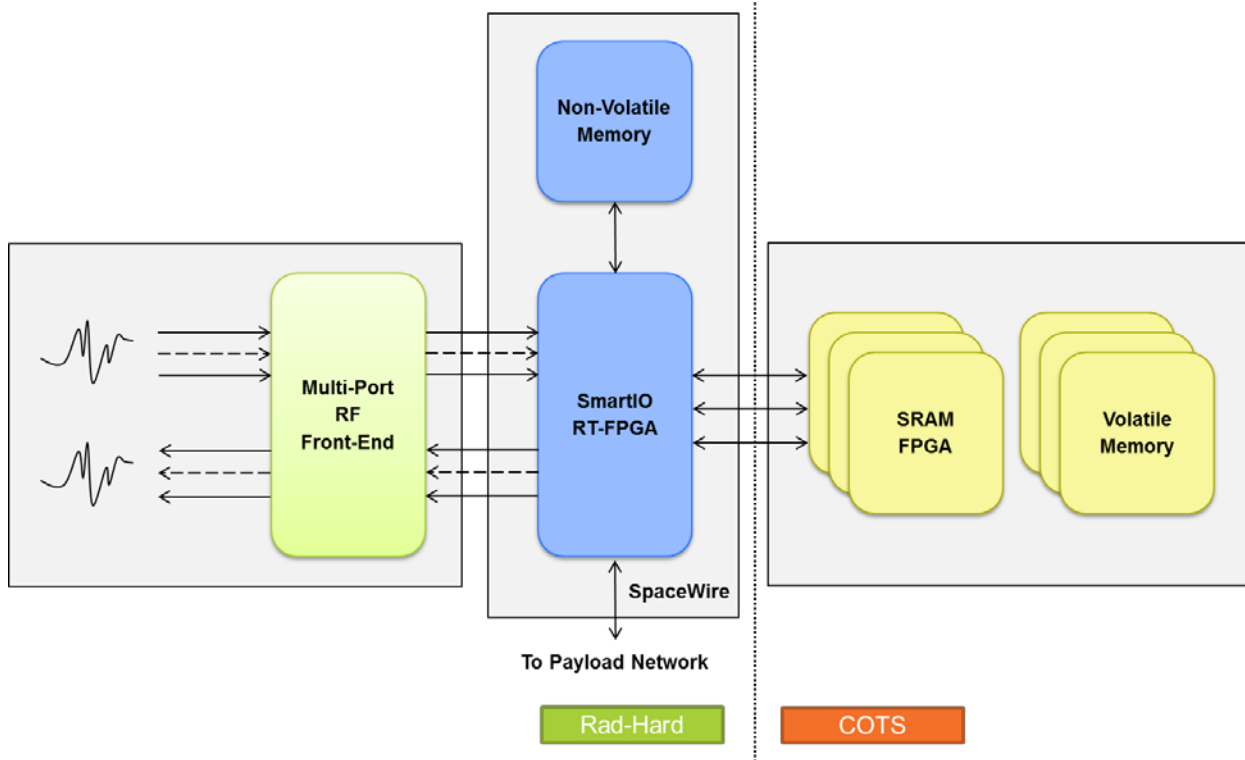 Non-Volatile
Memory
Multi-Port
RF
Front-End
SmartIO
RT-FPGA
SRAM
FPGA
Volatile
Memory
SpaceWire
To Payload Network
Rad-Hard
COTS